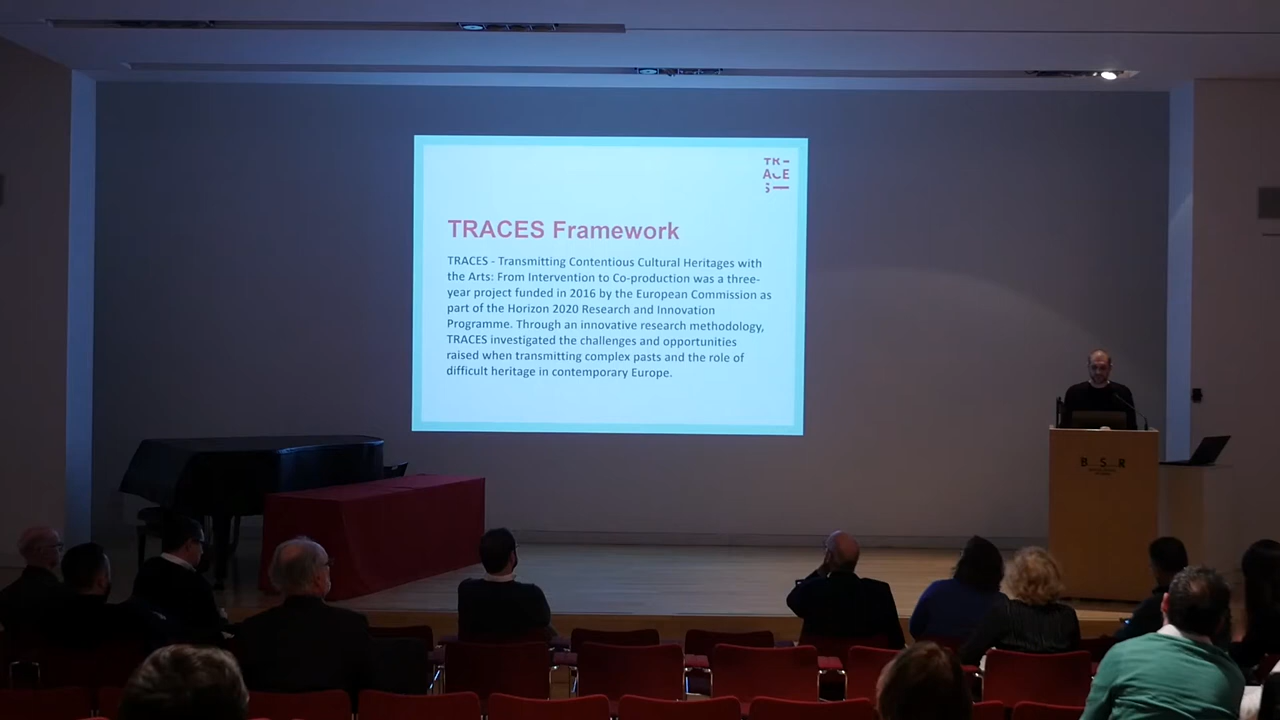 TR–
ACE
S—
TRACES Framework
TRACES - Transmitting Contentious Cultural Heritages with
the Arts: From Intervention to Co-production was a three-
year project funded in 2016 by the European Commission as
part of the Horizon 2020 Research and Innovation
Programme. Through an innovative research methodology,
TRACES investigated the challenges and opportunities
raised when transmitting complex pasts and the role of
difficult heritage in contemporary Europe.
B S R